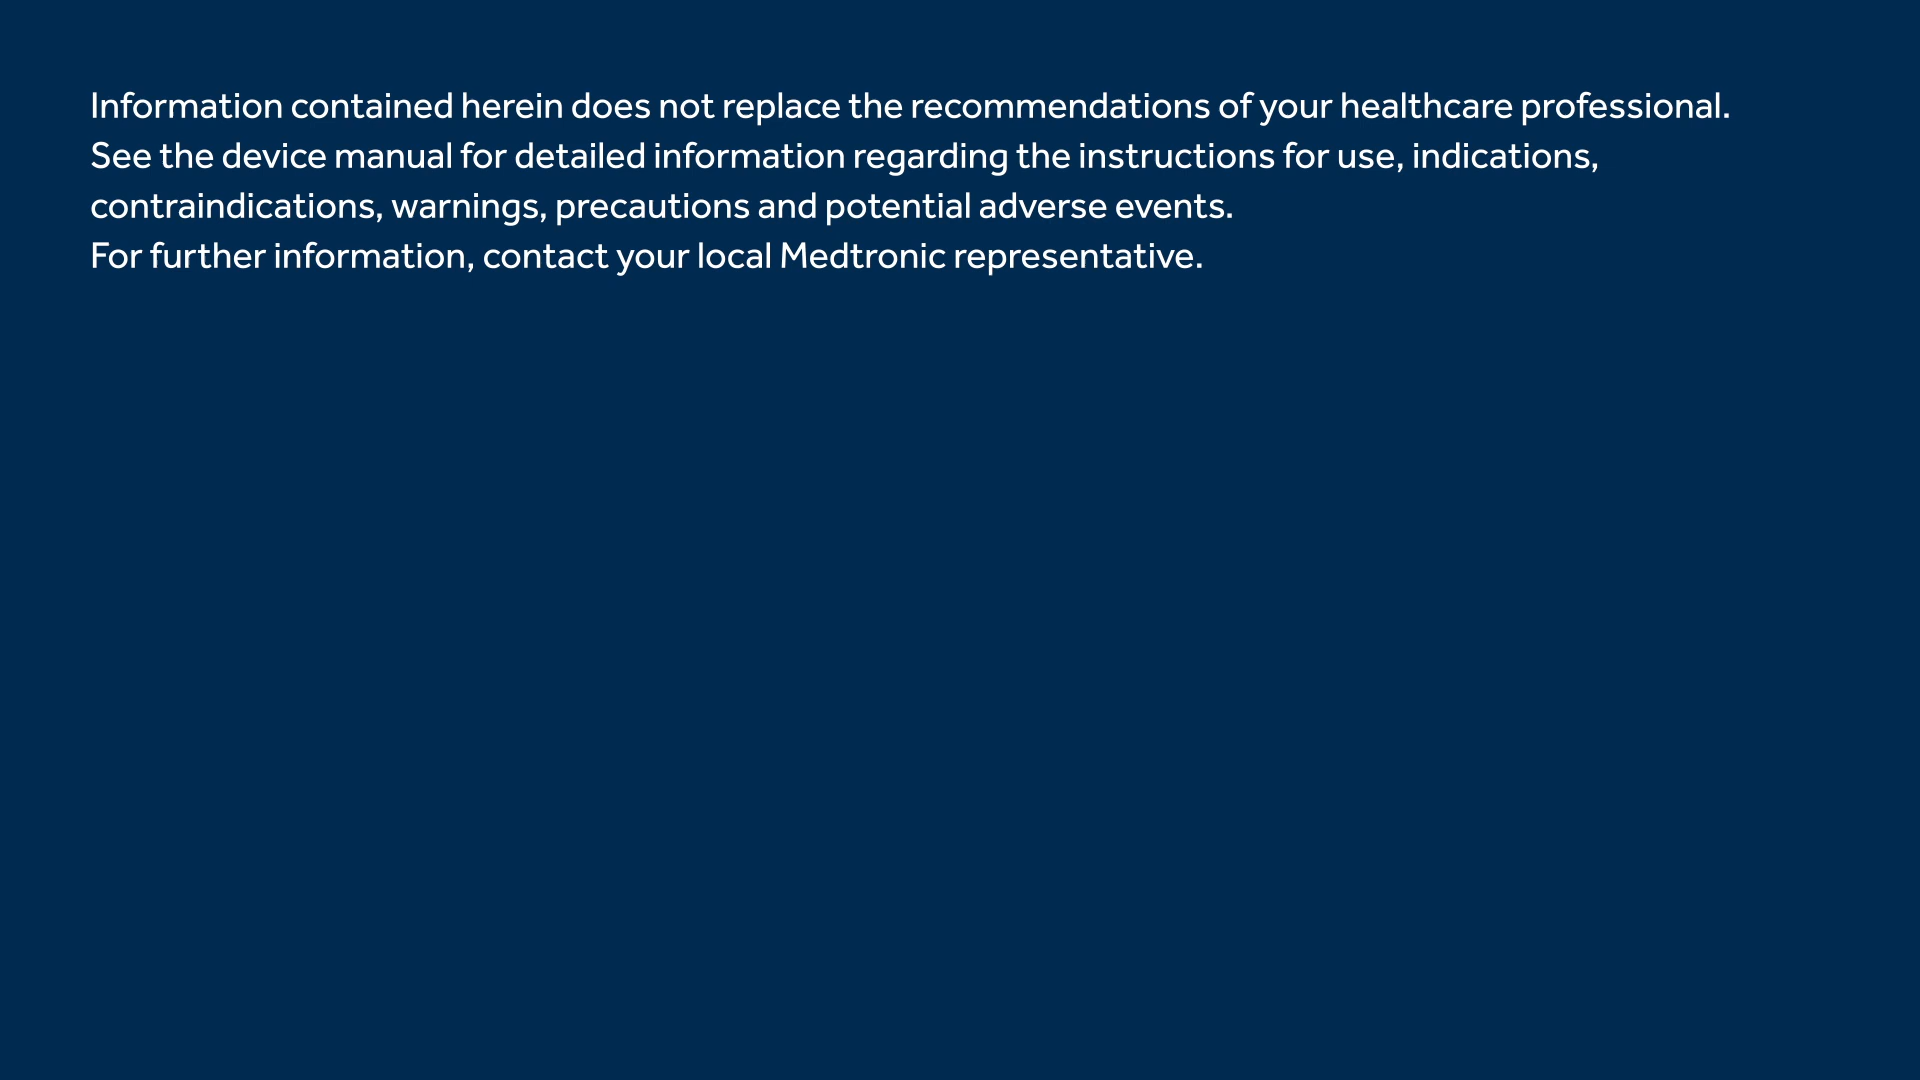 Information contained herein does not replace the recommendations of your healthcare professional.
See the device manual for detailed information regarding the instructions for use, indications,
contraindications, warnings, precautions and potential adverse events.
For further information, contact your local Medtronic representative.